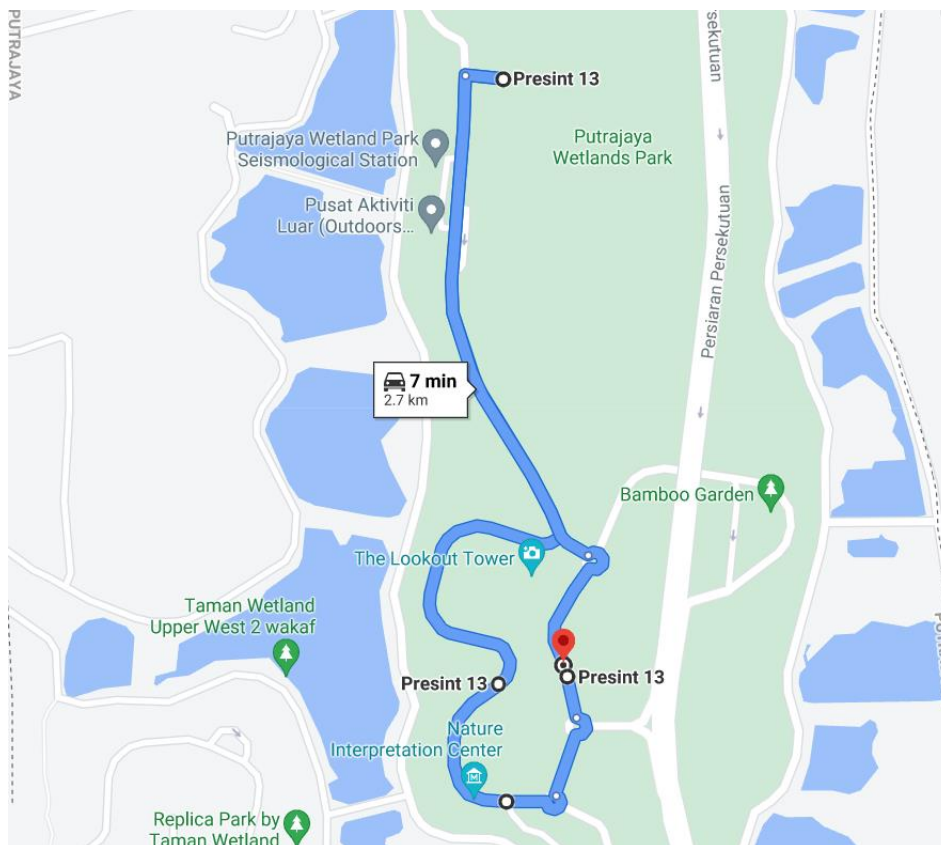 PUTRAJAYA
rsekutuan
Presint 13
Putrajaya Wetland Park
Seismological Station
Putrajaya
Wetlands Park
Pusat Aktiviti
Luar (Outdoors...
Persiaran Persekutuan
7 min
2.7 km
Bamboo Garden
The Lookout Tower
Taman Wetland
Upper West 2 wakaf
Presint 13
Presint 13
Nature
Interpretation Center
Replica Park by
Taman Wetland